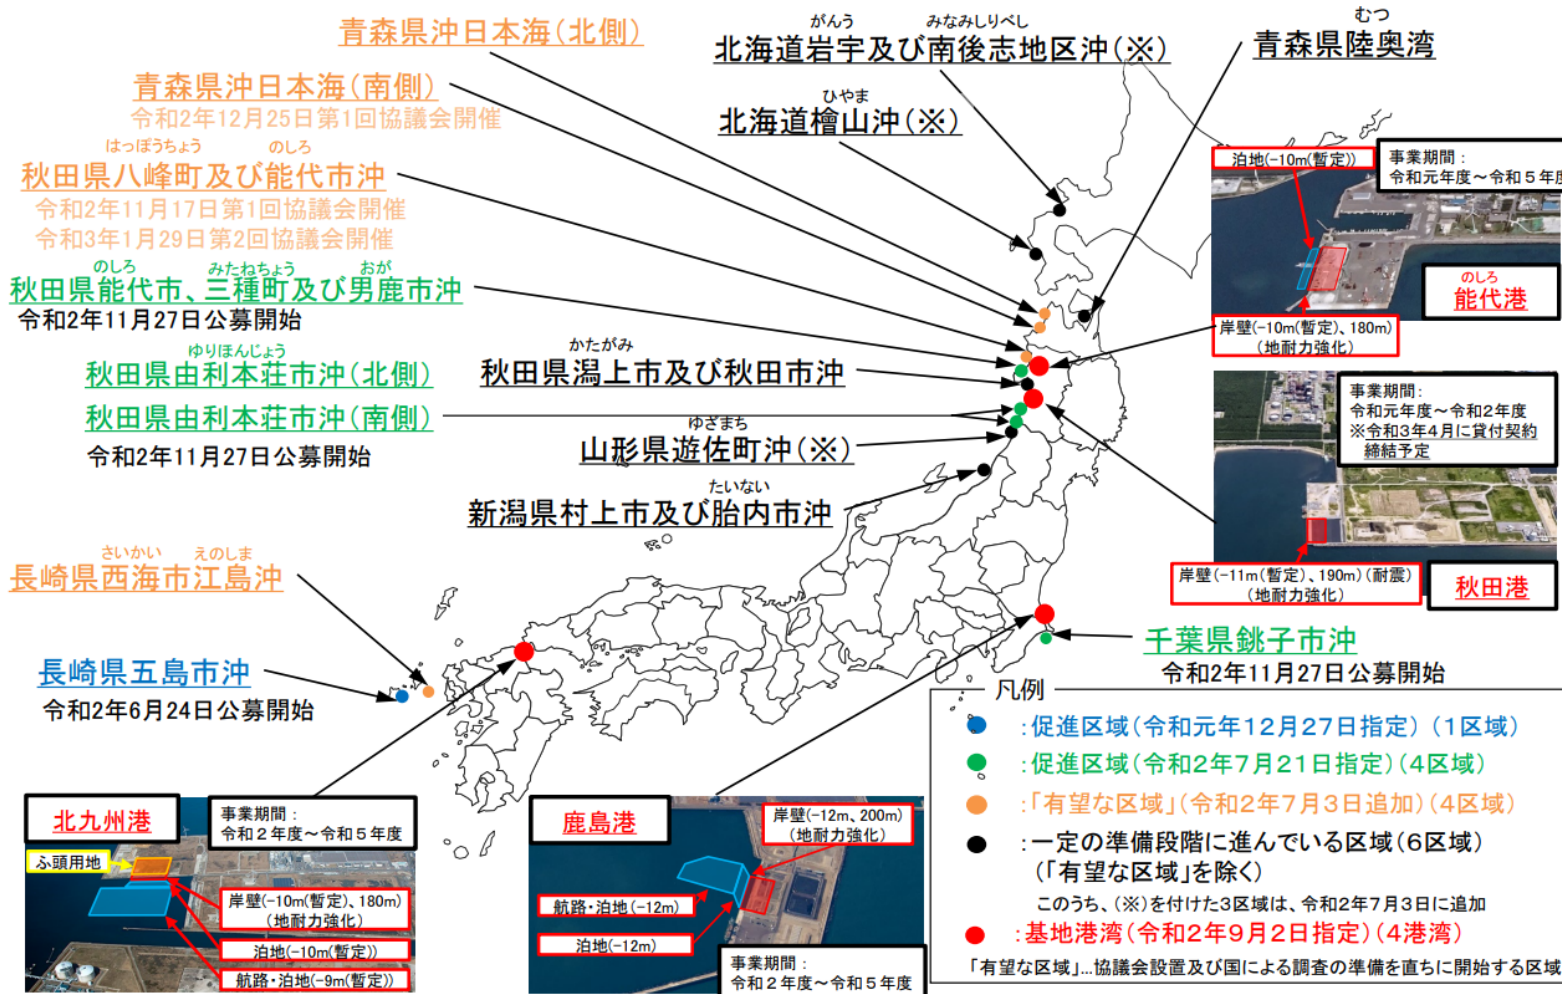 青森県沖日本海(北側)
がんう
みなみしりべし
北海道岩宇及び南後志地区沖(※)
むつ
青森県陸奥湾
青森県沖日本海(南側)
令和2年12月25日第1回協議会開催
ひやま
北海道檜山沖(※)
はっぽうちょう
のしろ
秋田県八峰町及び能代市沖
令和2年11月17日第1回協議会開催
令和3年1月29日第2回協議会開催
のしろ
みたねちょう
おが
秋田県能代市、三種町及び男鹿市沖
令和2年11月27日公募開始
ゆりほんじょう
秋田県由利本荘市沖(北側)
秋田県由利本荘市沖(南側)
令和2年11月27日公募開始
かたがみ
秋田県潟上市及び秋田市沖
ゆざまち
山形県遊佐町沖(※)
たいない
新潟県村上市及び胎内市沖
泊地(-10m(暫定))
事業期間:
令和元年度~令和5年度
のしろ
能代港
岸壁(-10m(暫定)、180m)
(地耐力強化)
事業期間:
令和元年度~令和2年度
※令和3年4月に貸付契約
締結予定
岸壁(-11m(暫定)、190m)(耐震)
(地耐力強化)
秋田港
さいかい
えのしま
長崎県西海市江島沖
長崎県五島市沖
令和2年6月24日公募開始
千葉県銚子市沖
令和2年11月27日公募開始
凡例
:促進区域(令和元年12月27日指定)(1区域)
:促進区域(令和2年7月21日指定)(4区域)
:「有望な区域」(令和2年7月3日追加)(4区域)
:一定の準備段階に進んでいる区域(6区域)
(「有望な区域」を除く)
このうち、(※)を付けた3区域は、令和2年7月3日に追加
:基地港湾(令和2年9月2日指定)(4港湾)
「有望な区域」…協議会設置及び国による調査の準備を直ちに開始する区域
北九州港
事業期間:
令和2年度~令和5年度
ふ頭用地
岸壁(-10m(暫定)、180m)
(地耐力強化)
泊地(-10m(暫定))
航路・泊地(-9m(暫定))
鹿島港
岸壁(-12m、200m)
(地耐力強化)
航路・泊地(-12m)
泊地(-12m)
事業期間:
令和2年度~令和5年度